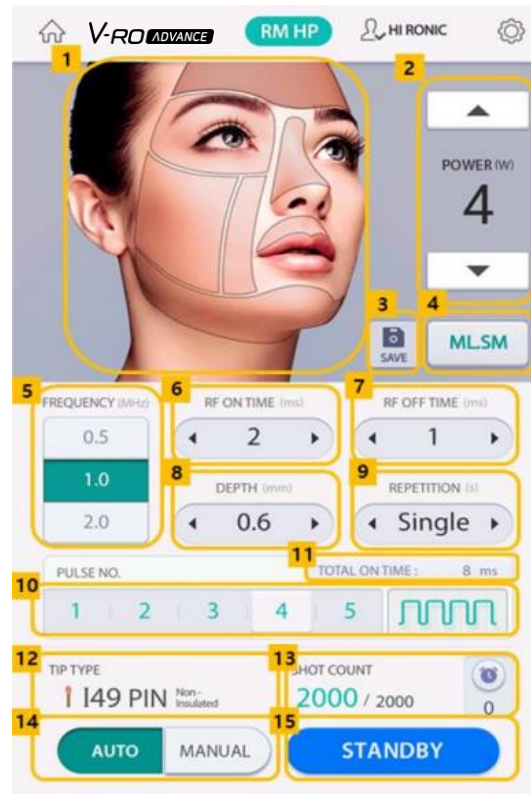 V-RO ADVANCE RM HP HI RONIC
1
2
POWER (W)
4
3 4
SAVE ML.SM
5 6 7
FREQUENCY (MHz) RF ON TIME (ms) RF OFF TIME (ms)
0.5 2 1
1.0
8 9
DEPTH (mm) REPETITION (s)
2.0 0.6 Single
11
PULSE NO. TOTAL ON TIME : 8 ms
10
1 2 3 4 5
12 13
TIP TYPE SHOT COUNT
I49 PIN Non-
Insulated
2000 / 2000 0
14 15
AUTO MANUAL STANDBY